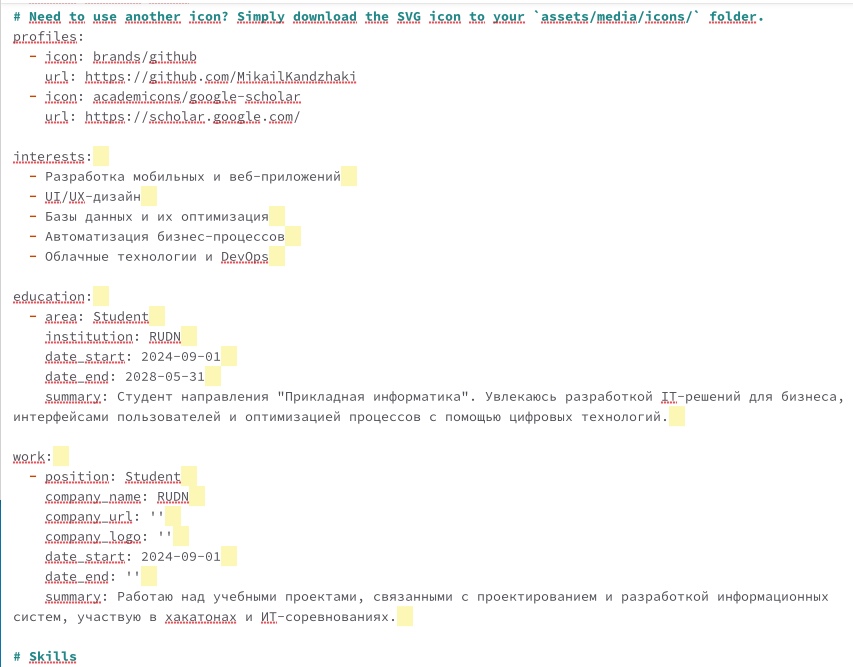 # Need to use another icon? Simply download the SVG icon to your `assets/media/icons/` folder.
profiles:
  - icon: brands/github
    url: https://github.com/MikailKandzhaki
  - icon: academicons/google-scholar
    url: https://scholar.google.com/

interests:
  - Разработка мобильных и веб-приложений
  - UI/UX-дизайн
  - Базы данных и их оптимизация
  - Автоматизация бизнес-процессов
  - Облачные технологии и DevOps

education:
  - area: Student
    institution: RUDN
    date_start: 2024-09-01
    date_end: 2028-05-31
    summary: Студент направления "Прикладная информатика". Увлекаюсь разработкой IT-решений для бизнеса,
интерфейсами пользователей и оптимизацией процессов с помощью цифровых технологий.

work:
  - position: Student
    company_name: RUDN
    company_url: ''
    company_logo: ''
    date_start: 2024-09-01
    date_end: ''
    summary: Работаю над учебными проектами, связанными с проектированием и разработкой информационных
систем, участвую в хакатонах и ИТ-соревнованиях.

# Skills